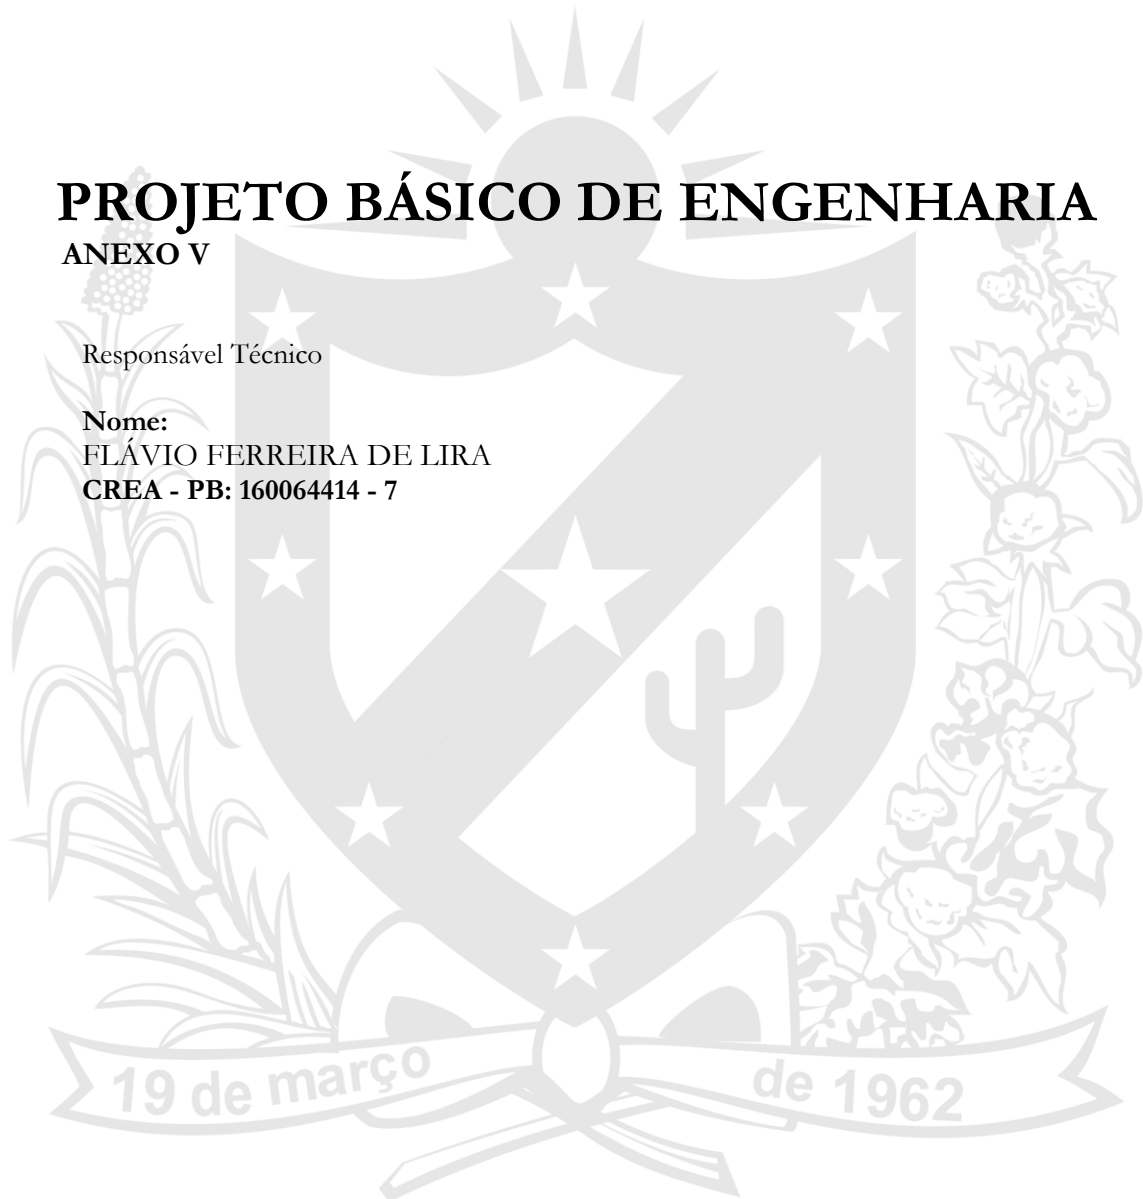 PROJETO BÁSICO DE ENGENHARIA
ANEXO V
Responsável Técnico
Nome:
FLÁVIO FERREIRA DE LIRA
CREA - PB: 160064414 - 7
19 de março de 1962